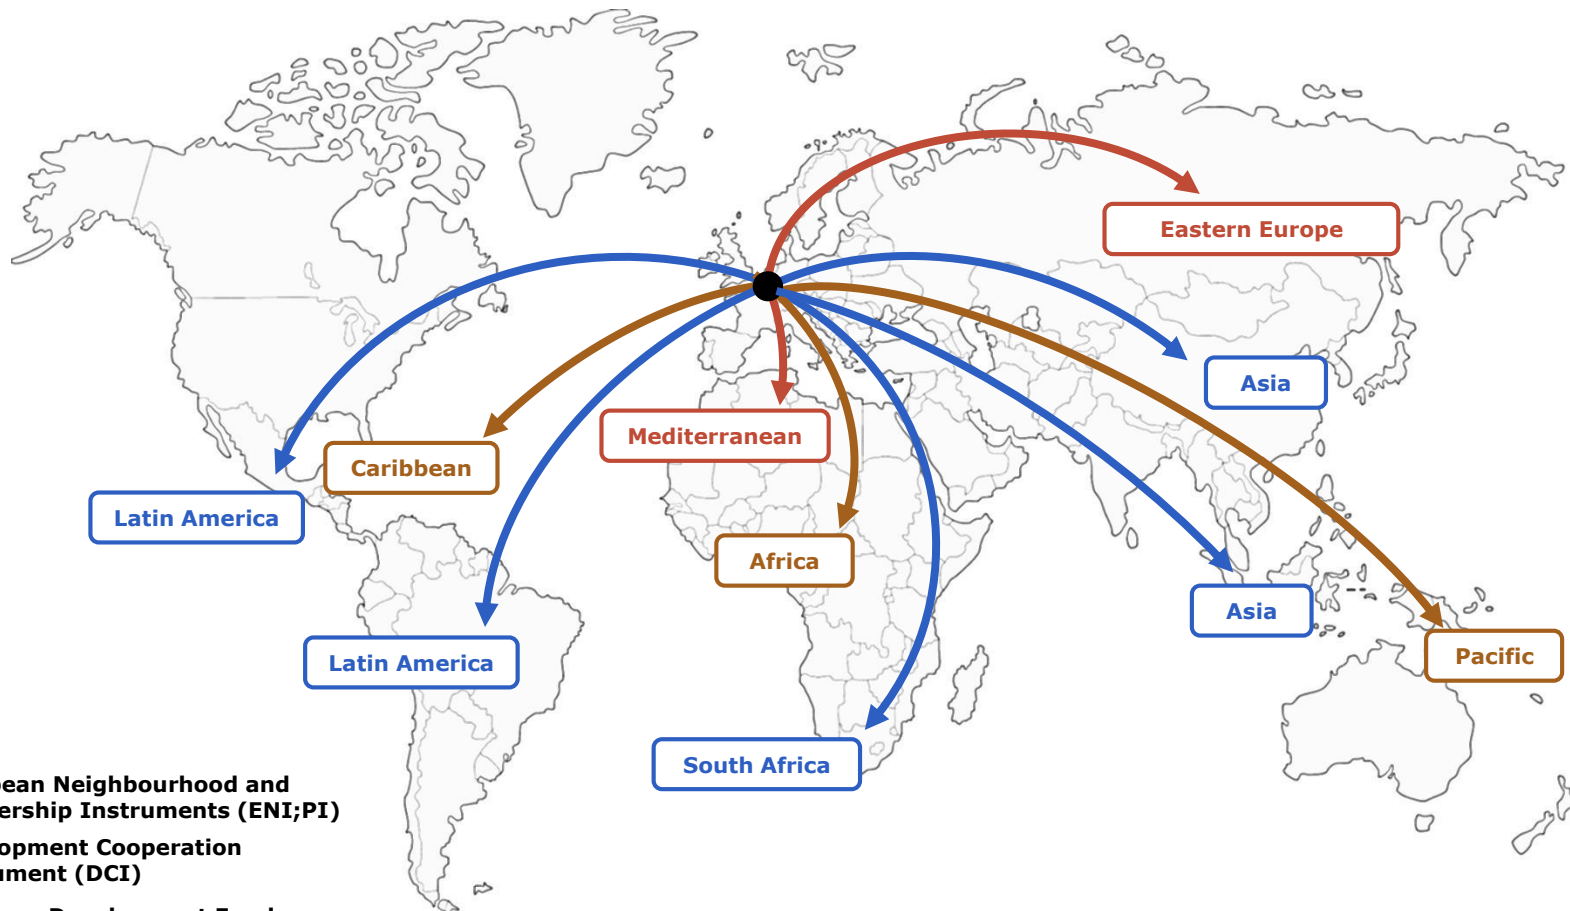 Eastern Europe
Asia
Mediterranean
Caribbean
Latin America
Africa
Asia
Pacific
Latin America
South Africa
pean Neighbourhood and
ership Instruments (ENI;PI)
opment Cooperation
ument (DCI)